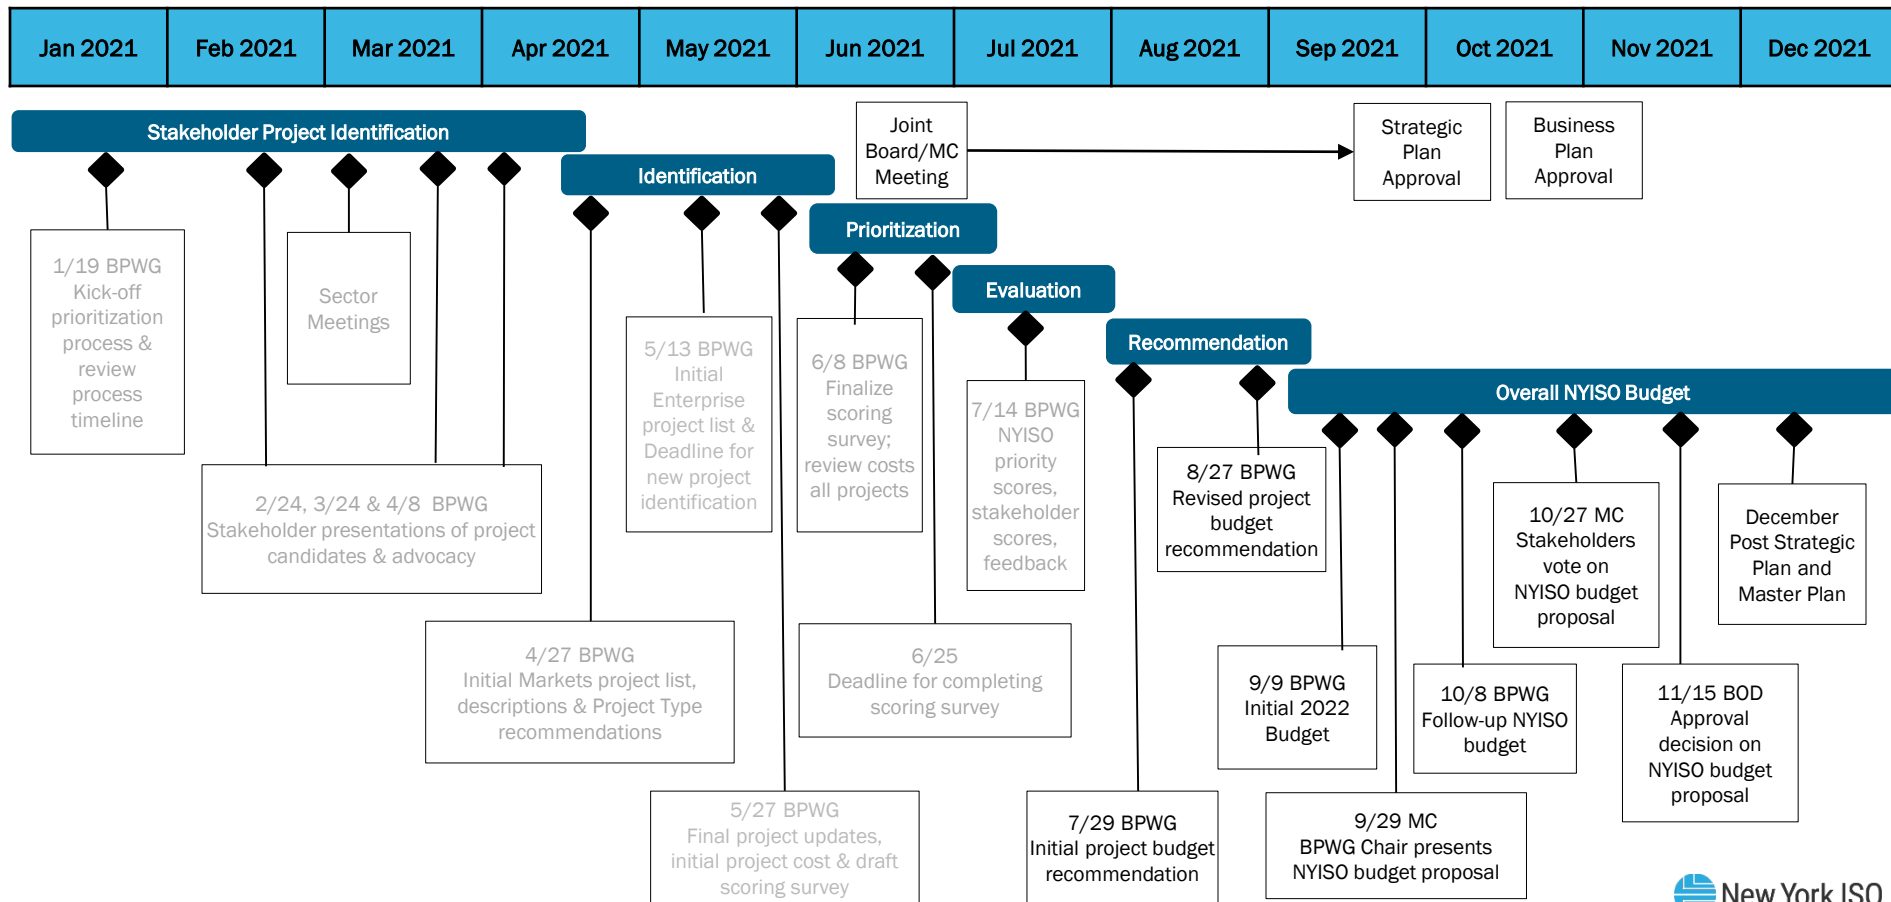 Jan 2021
Feb 2021
Mar 2021
Apr 2021
May 2021
Jun 2021
Jul 2021
Aug 2021
Sep 2021
Oct 2021
Nov 2021
Dec 2021
Stakeholder Project Identification
Identification
Prioritization
Evaluation
Recommendation
Overall NYISO Budget
Joint
Board/MC
Meeting
Strategic
Plan
Approval
Business
Plan
Approval
1/19 BPWG
Kick-off
prioritization
process &
review
process
timeline
Sector
Meetings
2/24, 3/24 & 4/8 BPWG
Stakeholder presentations of project
candidates & advocacy
4/27 BPWG
Initial Markets project list,
descriptions & Project Type
recommendations
5/13 BPWG
Initial
Enterprise
project list &
Deadline for
new project
identification
5/27 BPWG
Final project updates,
initial project cost & draft
scoring survey
6/8 BPWG
Finalize
scoring
survey;
review costs
all projects
6/25
Deadline for completing
scoring survey
7/14 BPWG
NYISO
priority
scores,
stakeholder
scores,
feedback
7/29 BPWG
Initial project budget
recommendation
8/27 BPWG
Revised project
budget
recommendation
9/9 BPWG
Initial 2022
Budget
9/29 MC
BPWG Chair presents
NYISO budget proposal
10/8 BPWG
Follow-up NYISO
budget
10/27 MC
Stakeholders
vote on
NYISO budget
proposal
11/15 BOD
Approval
decision on
NYISO budget
proposal
December
Post Strategic
Plan and
Master Plan
New York ISO